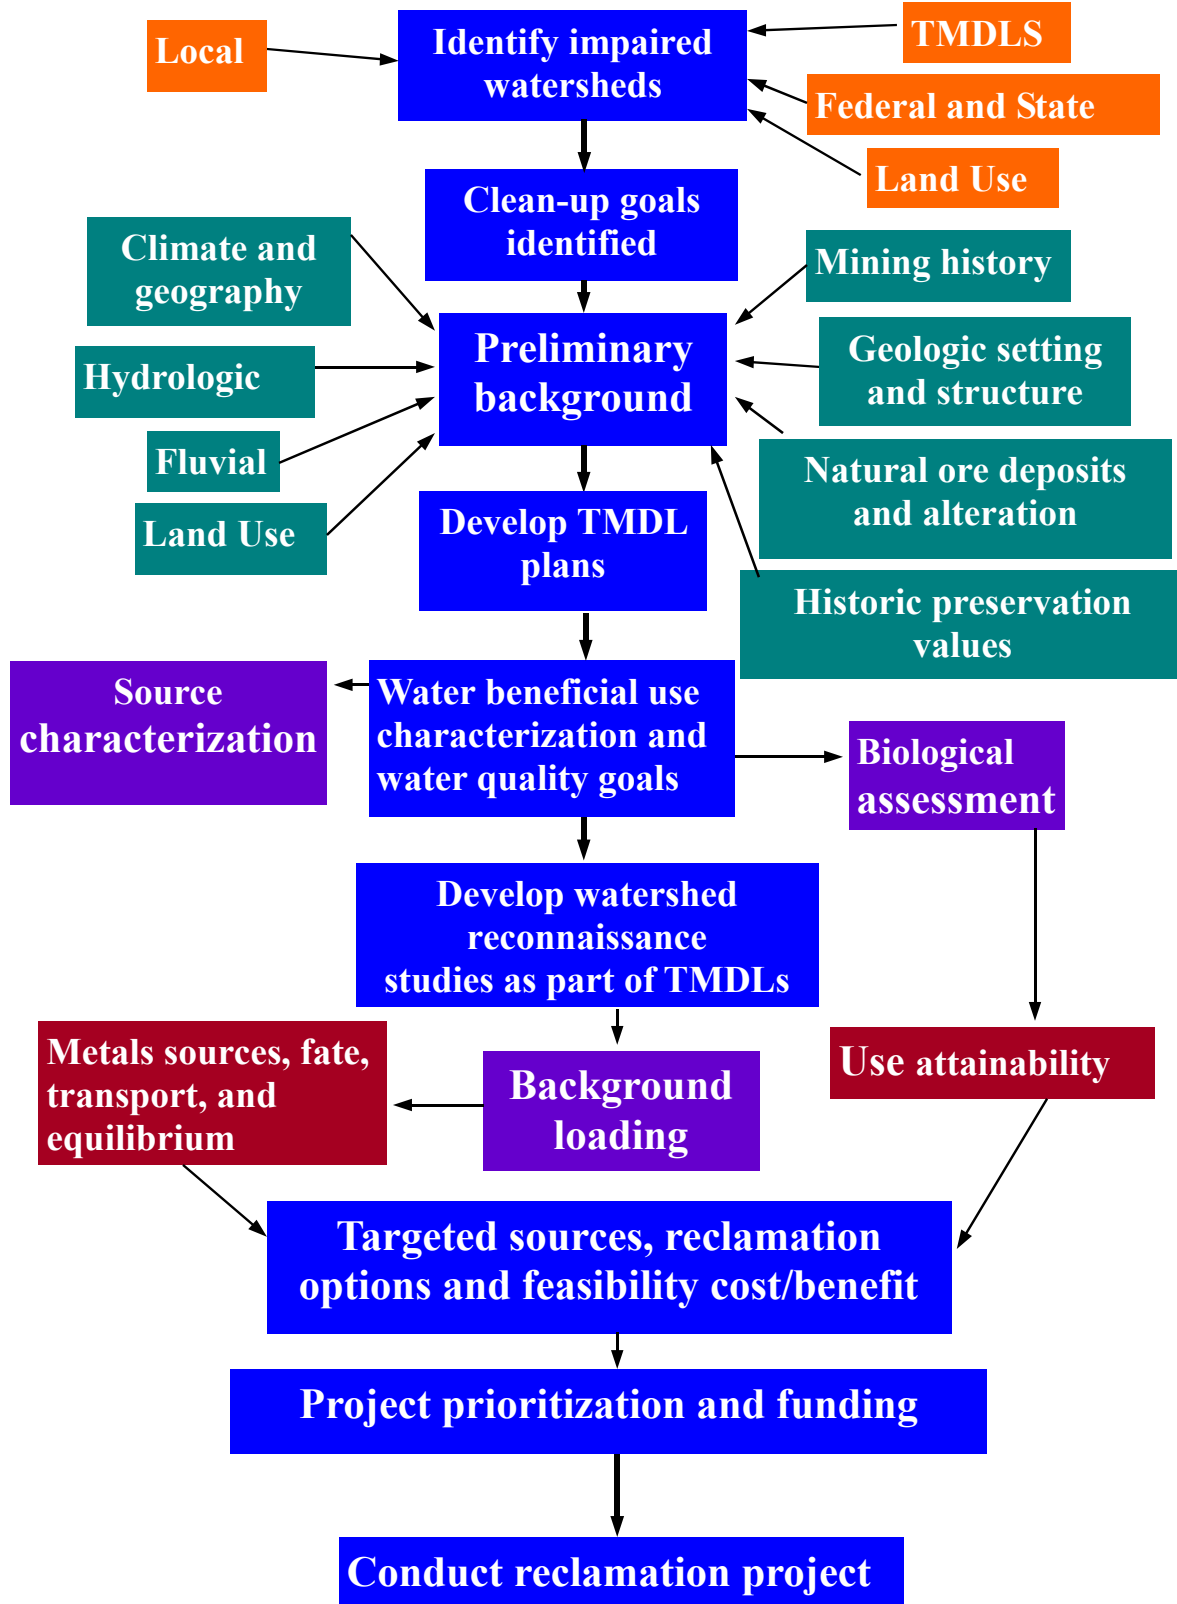 Local
Identify impaired
watersheds
TMDLS
Federal and State
Land Use
Clean-up goals
identified
Climate and
geography
Mining history
Preliminary
background
Hydrologic
Geologic setting
and structure
Fluvial
Natural ore deposits
and alteration
Land Use
Develop TMDL
plans
Historic preservation
values
Source
characterization
Water beneficial use
characterization and
water quality goals
Biological
assessment
Develop watershed
reconnaissance
studies as part of TMDLs
Metals sources, fate,
transport, and
equilibrium
Background
loading
Use attainability
Targeted sources, reclamation
options and feasibility cost/benefit
Project prioritization and funding
Conduct reclamation project